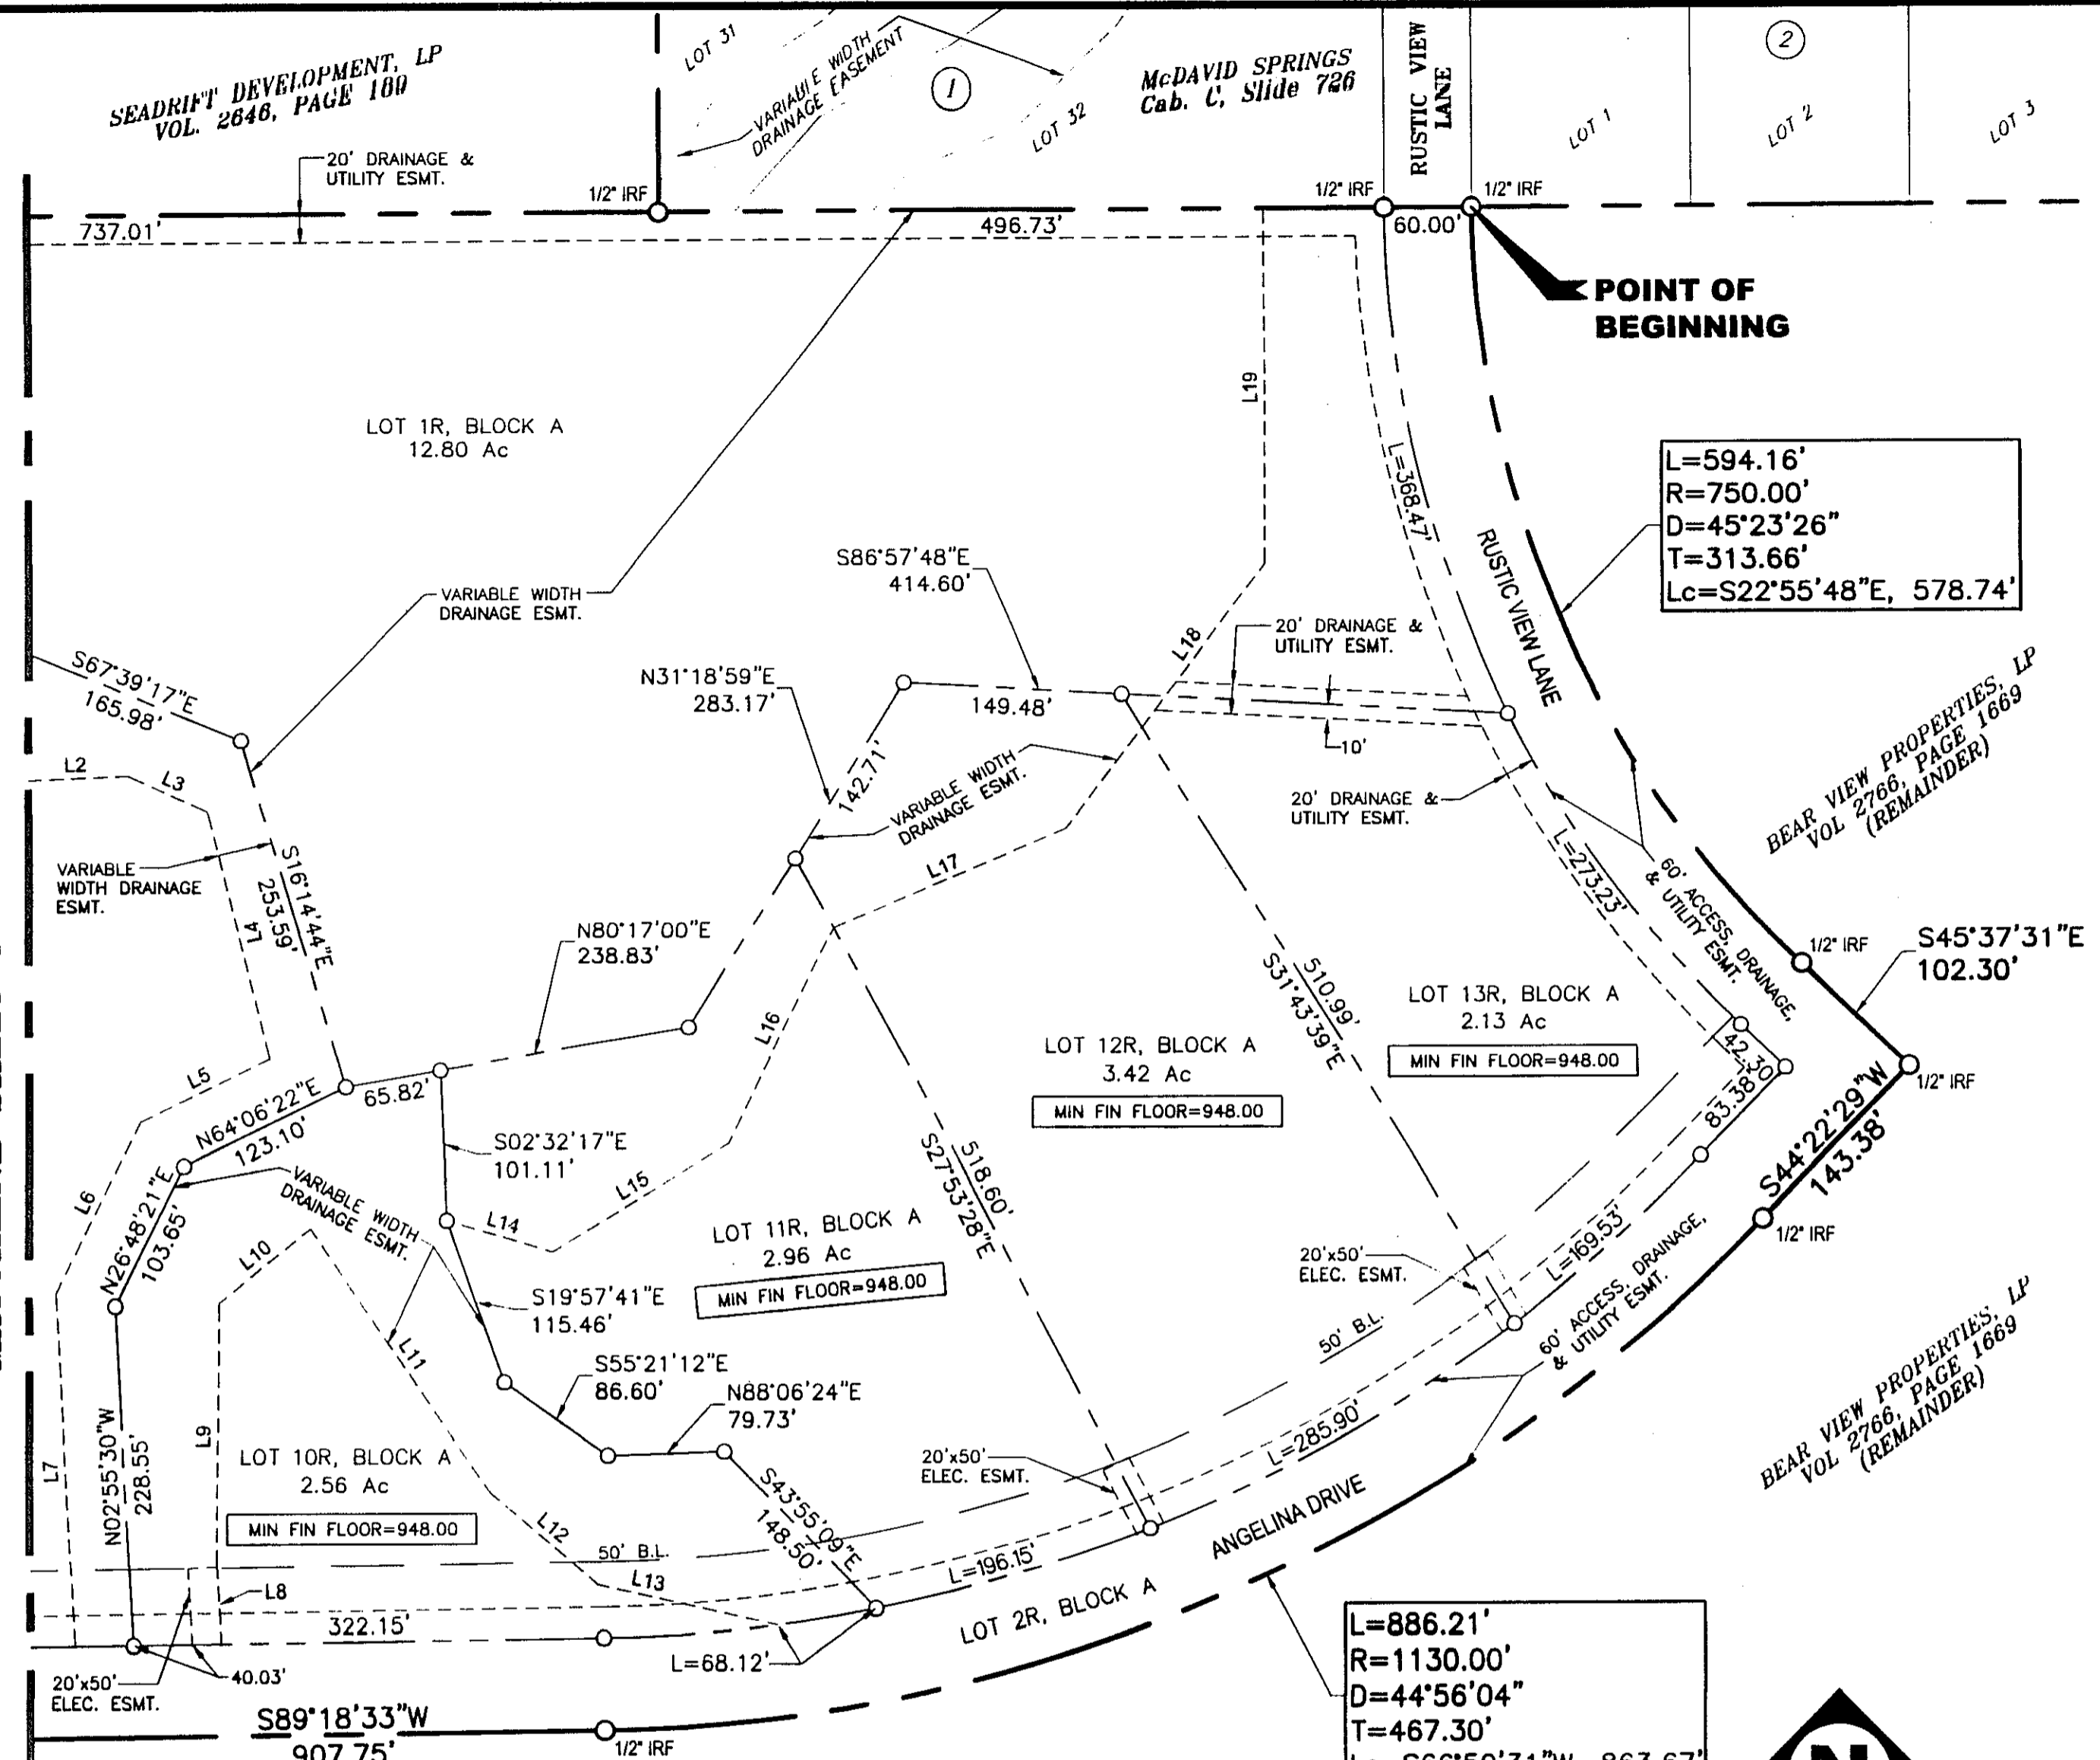 SEADRIFT DEVELOPMENT, LP
VOL. 2646, PAGE 180
LOT 31
VARIABLE WIDTH
DRAINAGE EASEMENT
1
LOT 32
McDAVID SPRINGS
Cab. C, Slide 726
RUSTIC VIEW
LANE
2
LOT 1
LOT 2
LOT 3
20' DRAINAGE &
UTILITY ESMT.
1/2" IRF
1/2" IRF
1/2" IRF
737.01'
496.73'
60.00'
POINT OF
BEGINNING
L19
LOT 1R, BLOCK A
12.80 Ac
L=368.47'
L=594.16'
R=750.00'
D=45°23'26"
T=313.66'
Lc=S22°55'48"E, 578.74'
RUSTIC VIEW LANE
S86°57'48"E
414.60'
VARIABLE WIDTH
DRAINAGE ESMT.
L18
20' DRAINAGE &
UTILITY ESMT.
S67°39'17"E
165.98'
N31°18'59"E
283.17'
149.48'
10'
BEAR VIEW PROPERTIES, LP
VOL 2766, PAGE 1669
(REMAINDER)
L2
L3
142.71'
VARIABLE WIDTH
DRAINAGE ESMT.
20' DRAINAGE &
UTILITY ESMT.
VARIABLE
WIDTH DRAINAGE
ESMT.
S16°14'44"E
253.59'
L4
L17
L=273.23'
60' ACCESS, DRAINAGE,
& UTILITY ESMT.
N80°17'00"E
238.83'
1/2" IRF
S45°37'31"E
102.30'
510.99'
S31°43'39"E
LOT 13R, BLOCK A
2.13 Ac
MIN FIN FLOOR=948.00
L16
LOT 12R, BLOCK A
3.42 Ac
MIN FIN FLOOR=948.00
42.30'
83.38'
1/2" IRF
L5
N64°06'22"E
123.10'
65.82'
S02°32'17"E
101.11'
518.60'
S27°53'28"E
S44°22'29"W
143.38'
VARIABLE WIDTH
DRAINAGE ESMT.
L6
N26°48'21"E
103.65'
L15
L14
L10
LOT 11R, BLOCK A
2.96 Ac
MIN FIN FLOOR=948.00
20'x50'
ELEC. ESMT.
L=169.53'
60' ACCESS, DRAINAGE,
& UTILITY ESMT.
1/2" IRF
S19°57'41"E
115.46'
50' B.L.
L11
S55°21'12"E
86.60'
N88°06'24"E
79.73'
BEAR VIEW PROPERTIES, LP
VOL 2766, PAGE 1669
(REMAINDER)
L9
L7
N02°55'30"W
228.55'
LOT 10R, BLOCK A
2.56 Ac
MIN FIN FLOOR=948.00
20'x50'
ELEC. ESMT.
L=285.90'
S43°55'09"E
148.50'
L12
50' B.L.
L13
ANGELINA DRIVE
L=196.15'
L8
322.15'
LOT 2R, BLOCK A
L=68.12'
20'x50'
ELEC. ESMT.
40.03'
L=886.21'
R=1130.00'
D=44°56'04"
T=467.30'
S89°18'33"W
907.75'
1/2" IRF
N